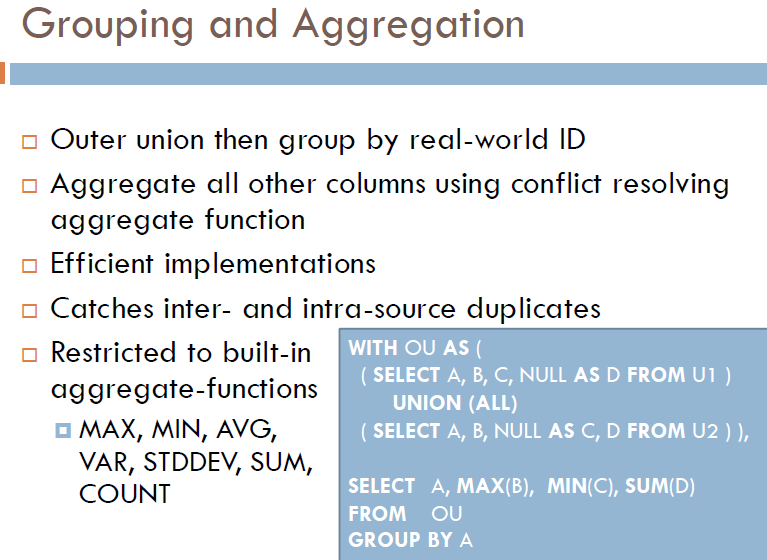 Grouping and Aggregation
Outer union then group by real-world ID
Aggregate all other columns using conflict resolving
aggregate function
Efficient implementations
Catches inter- and intra-source duplicates
Restricted to built-in
aggregate-functions
MAX, MIN, AVG,
VAR, STDDEV, SUM,
COUNT
WITH OU AS (
( SELECT A, B, C, NULL AS D FROM U1 )
UNION (ALL)
( SELECT A, B, NULL AS C, D FROM U2 ) ),
SELECT A, MAX(B), MIN(C), SUM(D)
FROM OU
GROUP BY A